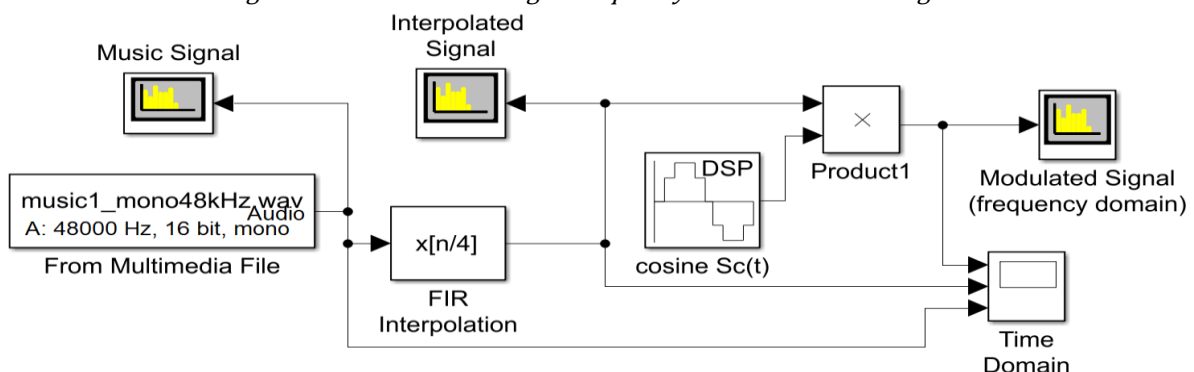 Interpolated
Signal
Music Signal
DSP
Product1
Modulated Signal
(frequency domain)
music1_mono48kHz.wav
Audio
A: 48000 Hz, 16 bit, mono
From Multimedia File
x[n/4]
FIR
Interpolation
cosine Sc(t)
Time
Domain